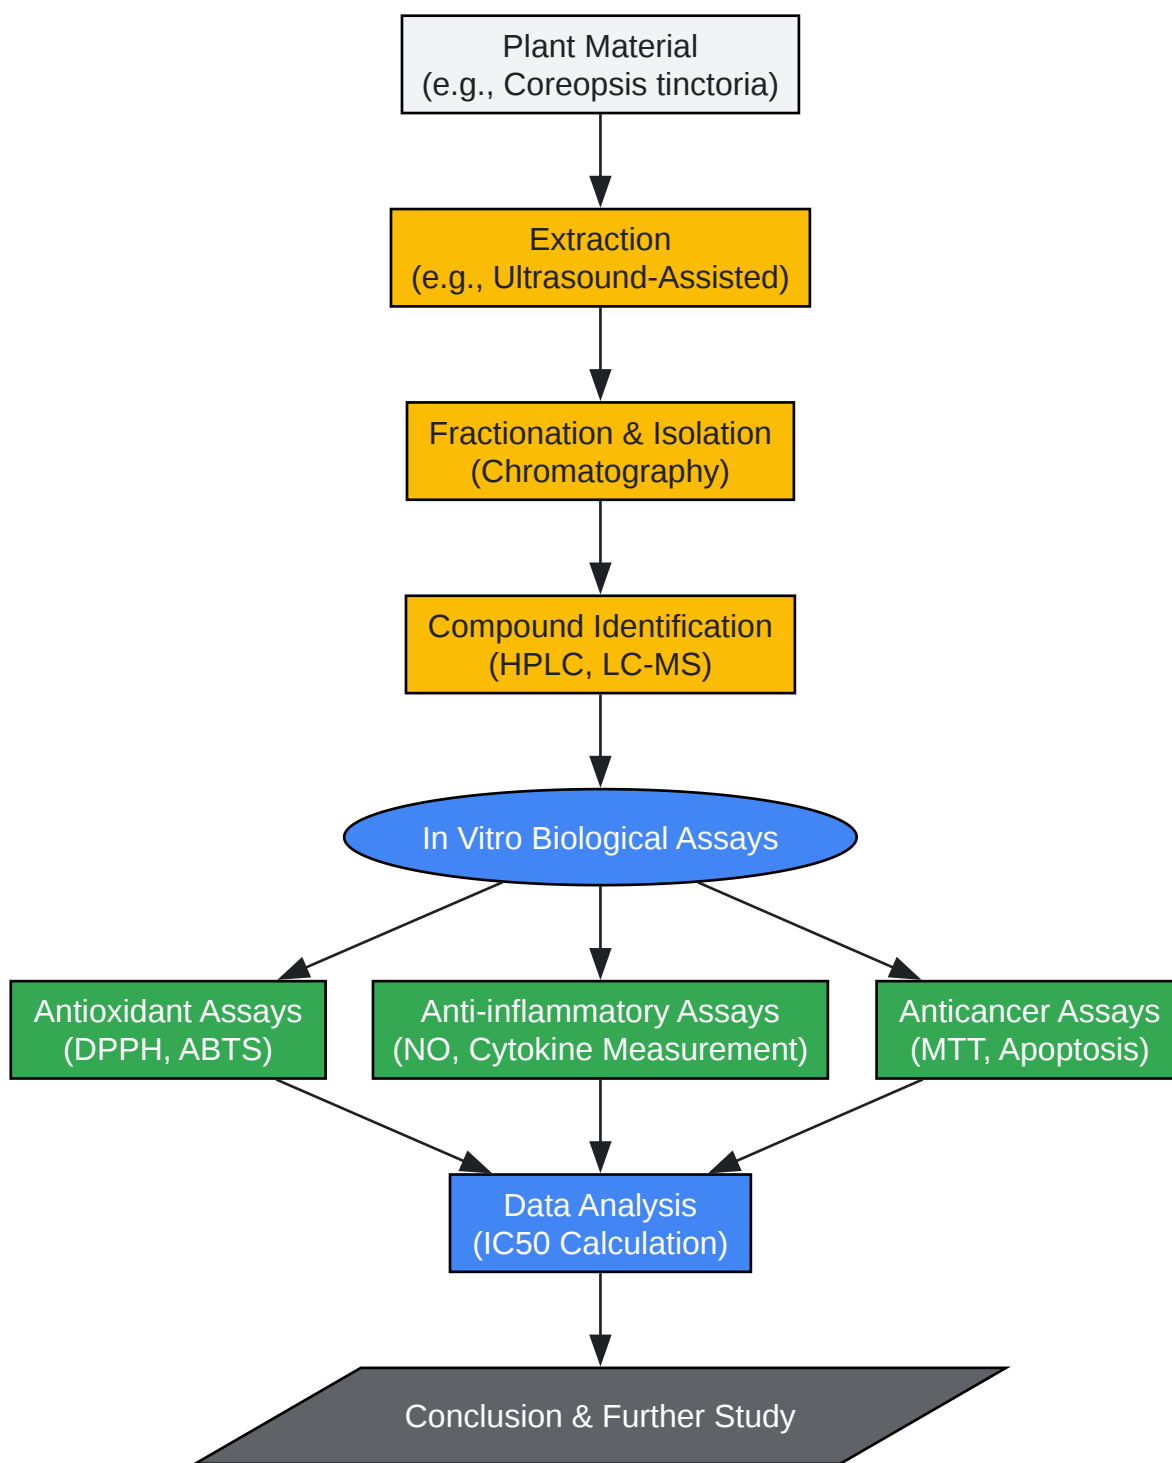 Plant Material
(e.g., Coreopsis tinctoria)
Extraction
(e.g., Ultrasound-Assisted)
Fractionation & Isolation
(Chromatography)
Compound Identification
(HPLC, LC-MS)
In Vitro Biological Assays
Antioxidant Assays
(DPPH, ABTS)
Anti-inflammatory Assays
(NO, Cytokine Measurement)
Anticancer Assays
(MTT, Apoptosis)
Data Analysis
(IC50 Calculation)
Conclusion & Further Study